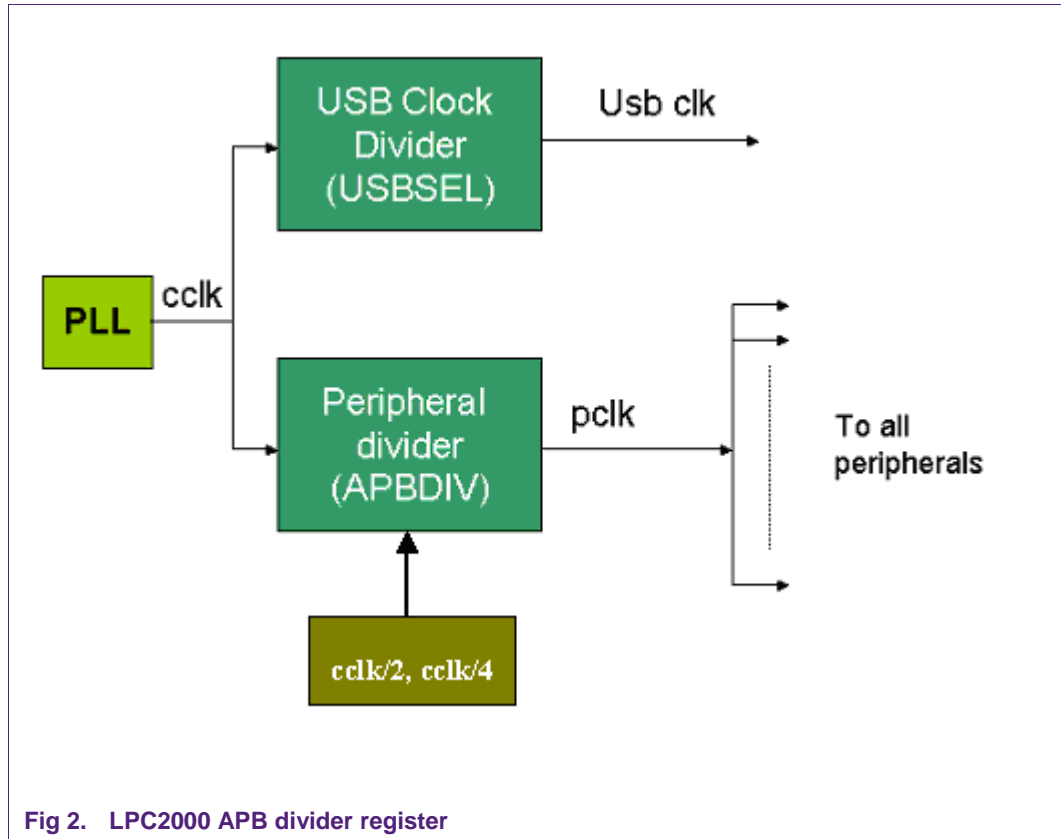 USB Clock
Divider
(USBSEL)
Usb clk
PLL
cclk
Peripheral
divider
(APBDIV)
pclk
To all
peripherals
cclk/2, cclk/4
Fig 2. LPC2000 APB divider register